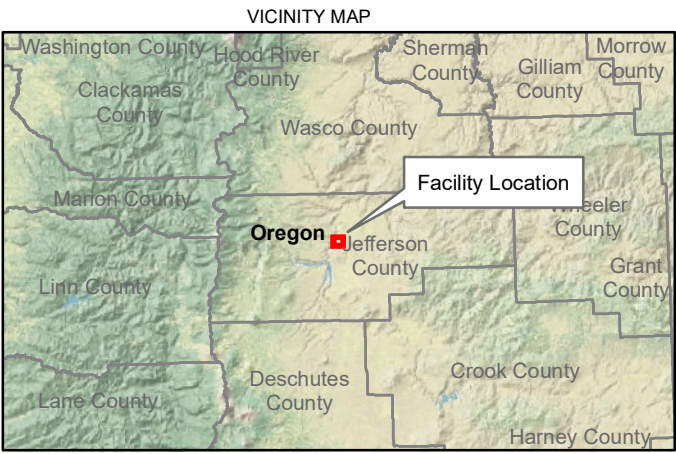 VICINITY MAP
Washington County
Hood River
County
Sherman
County
Gilliam
County
Morrow
County
Clackamas
County
Wasco County
Facility Location
Marion County
Wheeler
County
Oregon
Jefferson
County
Grant
County
Linn County
Deschutes
County
Crook County
Lane County
Harney County